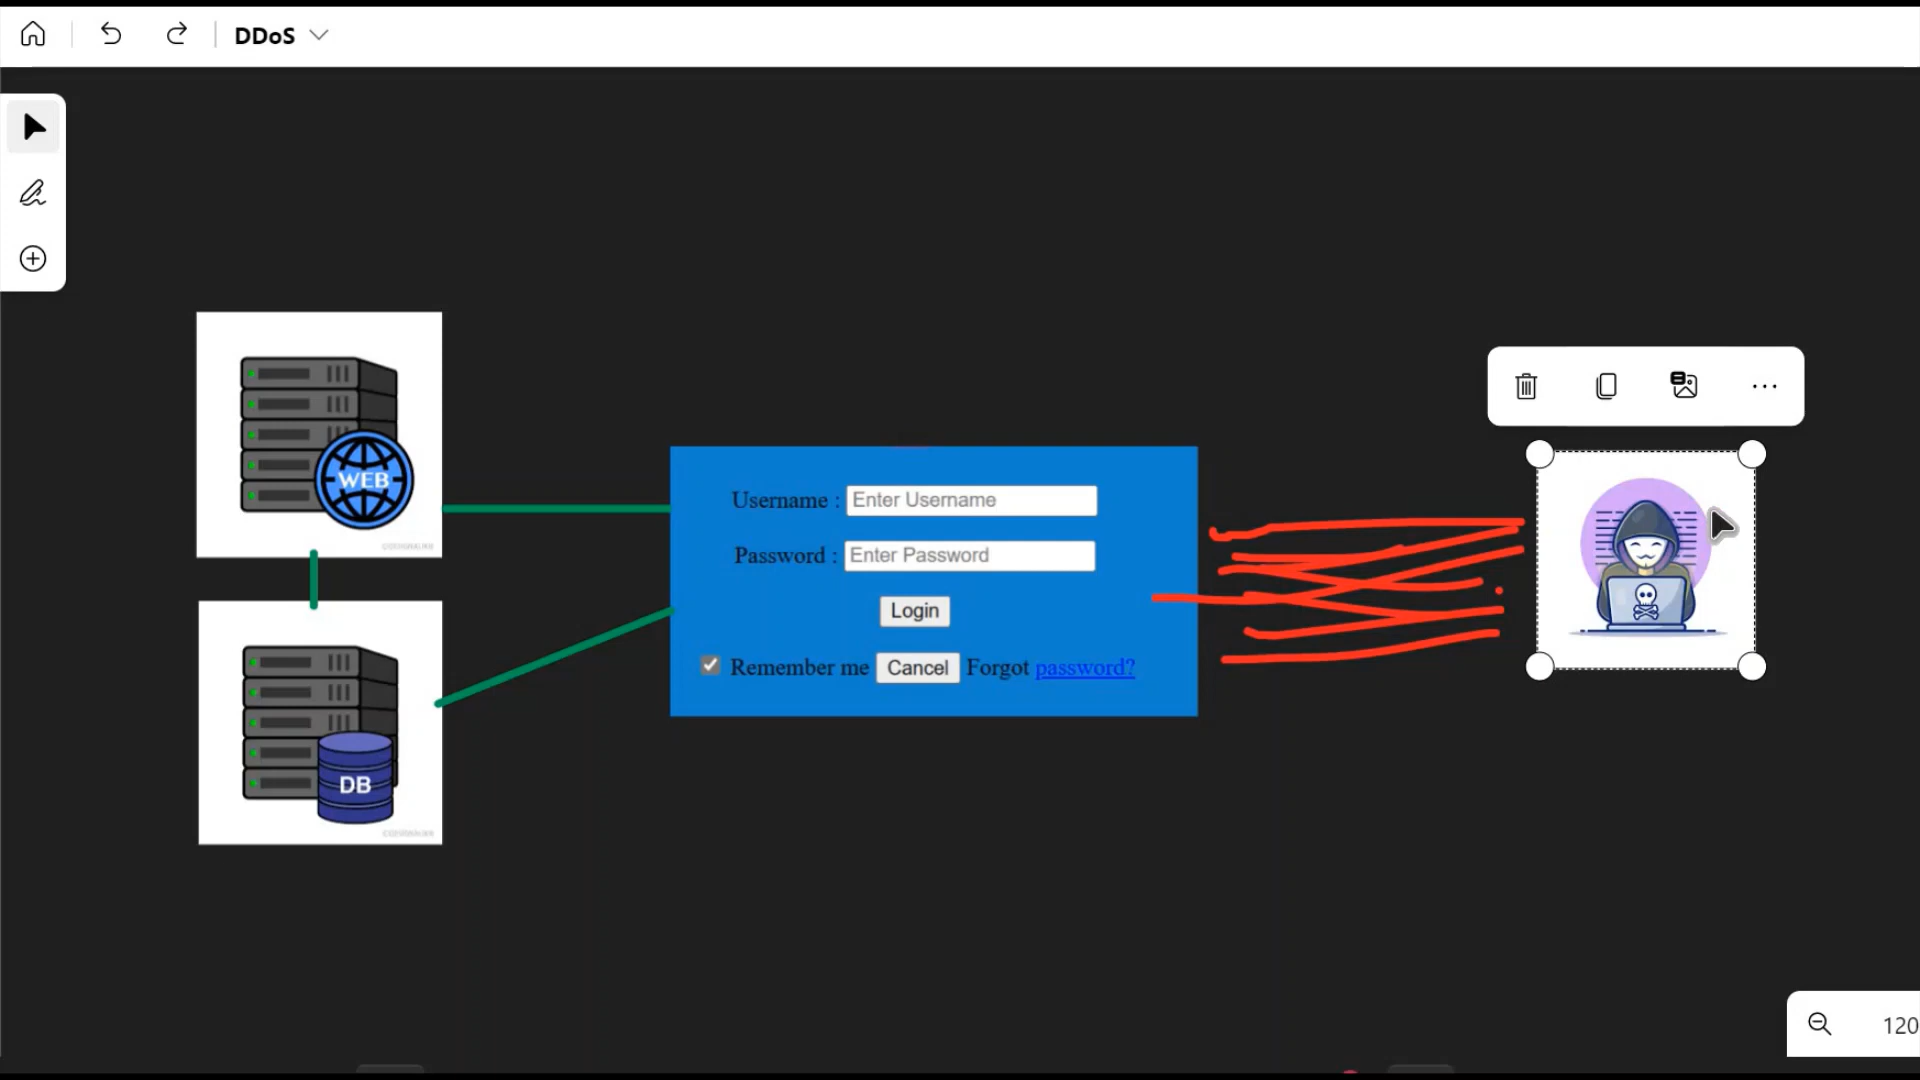 DDoS
WEB
Username : Enter Username
Password : Enter Password
Login
Remember me Cancel Forgot password?
DB
120